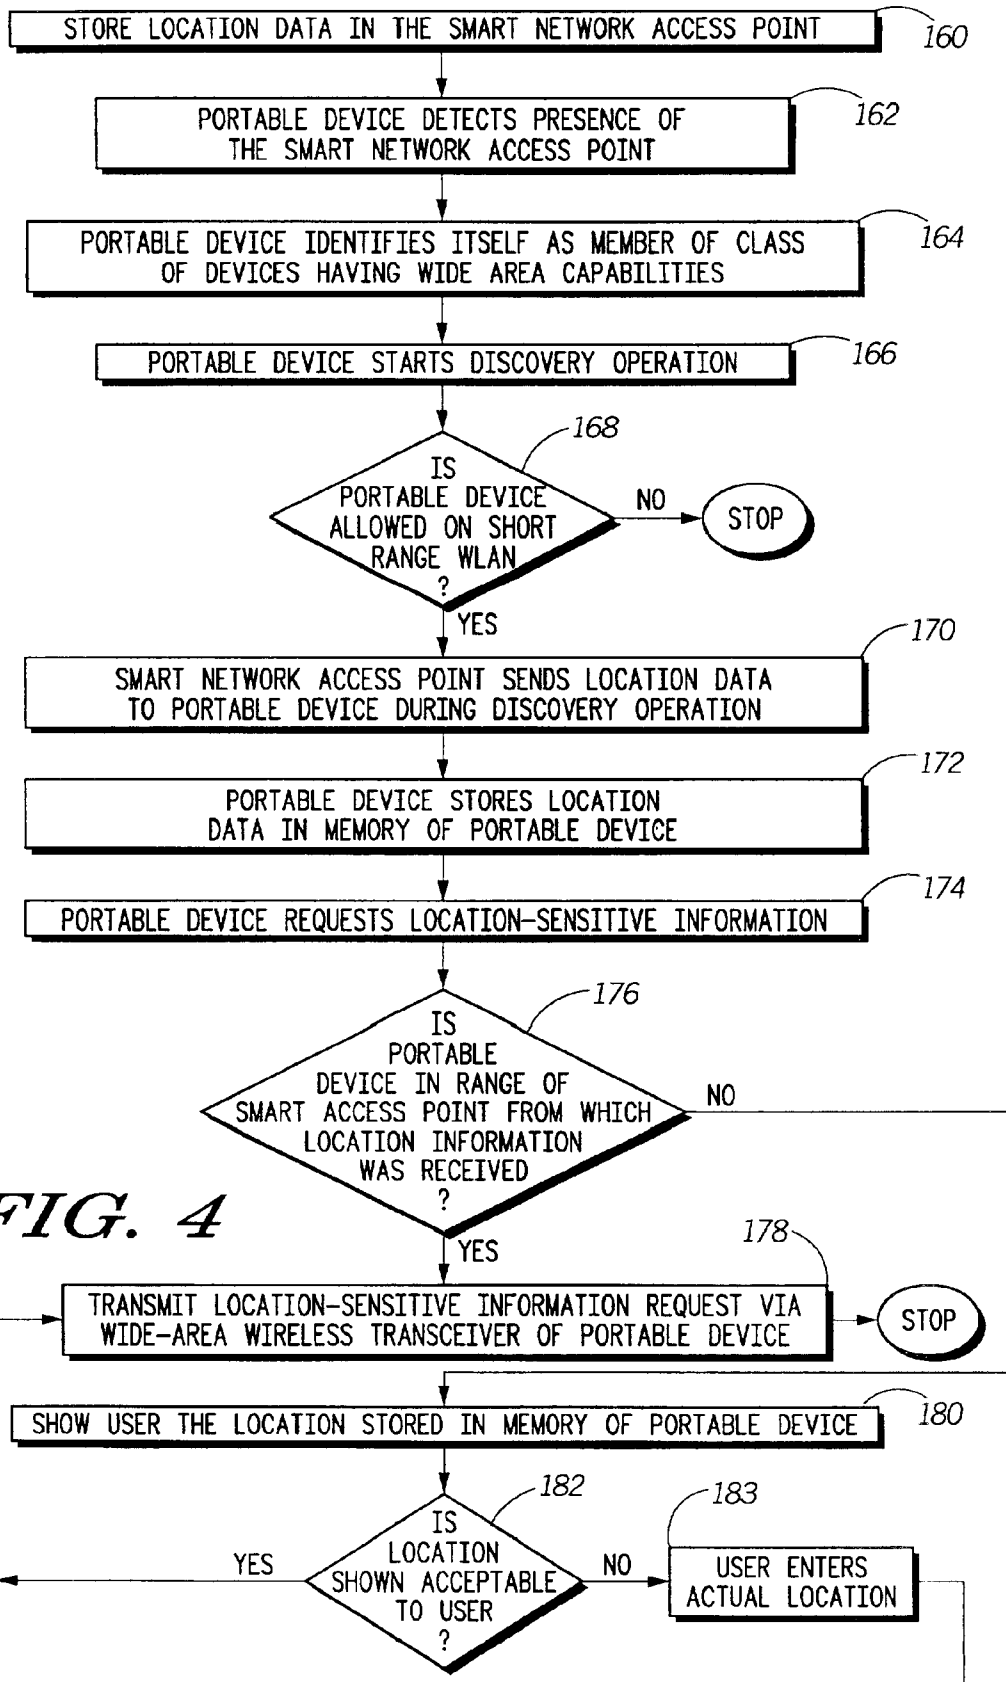 STORE LOCATION DATA IN THE SMART NETWORK ACCESS POINT
160
PORTABLE DEVICE DETECTS PRESENCE OF
THE SMART NETWORK ACCESS POINT
162
PORTABLE DEVICE IDENTIFIES ITSELF AS MEMBER OF CLASS
OF DEVICES HAVING WIDE AREA CAPABILITIES
164
PORTABLE DEVICE STARTS DISCOVERY OPERATION
166
IS
PORTABLE DEVICE
ALLOWED ON SHORT
RANGE WLAN
?
168
NO
STOP
YES
SMART NETWORK ACCESS POINT SENDS LOCATION DATA
TO PORTABLE DEVICE DURING DISCOVERY OPERATION
170
PORTABLE DEVICE STORES LOCATION
DATA IN MEMORY OF PORTABLE DEVICE
172
PORTABLE DEVICE REQUESTS LOCATION-SENSITIVE INFORMATION
174
IS
PORTABLE
DEVICE IN RANGE OF
SMART ACCESS POINT FROM WHICH
LOCATION INFORMATION
WAS RECEIVED
?
176
NO
FIG. 4
YES
178
TRANSMIT LOCATION-SENSITIVE INFORMATION REQUEST VIA
WIDE-AREA WIRELESS TRANSCEIVER OF PORTABLE DEVICE
STOP
SHOW USER THE LOCATION STORED IN MEMORY OF PORTABLE DEVICE
180
IS
LOCATION
SHOWN ACCEPTABLE
TO USER
?
182
YES
NO
183
USER ENTERS
ACTUAL LOCATION